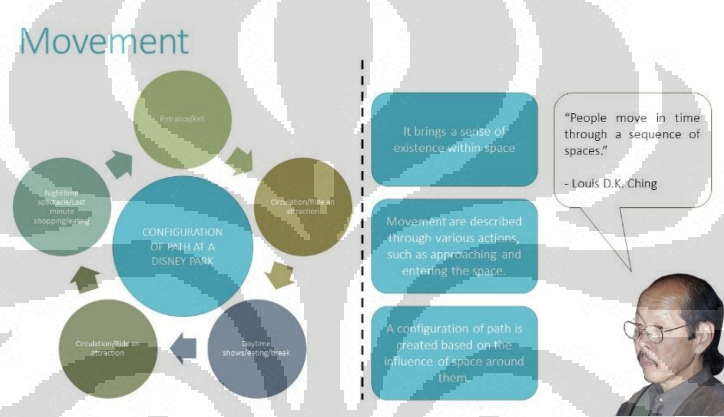 Movement
Entrance/Exit
Circulation/Ride an
attraction
Daytime
shows/eating/break
Circulation/Ride an
attraction
Nighttime
spectacle/Last
minute
shopping/eating
CONFIGURATION
OF PATH AT A
DISNEY PARK
It brings a sense of
existence within space
Movement are described
through various actions,
such as approaching and
entering the space.
A configuration of path is
created based on the
influence of space around
them.
“People move in time
through a sequence of
spaces.”
- Louis D.K. Ching